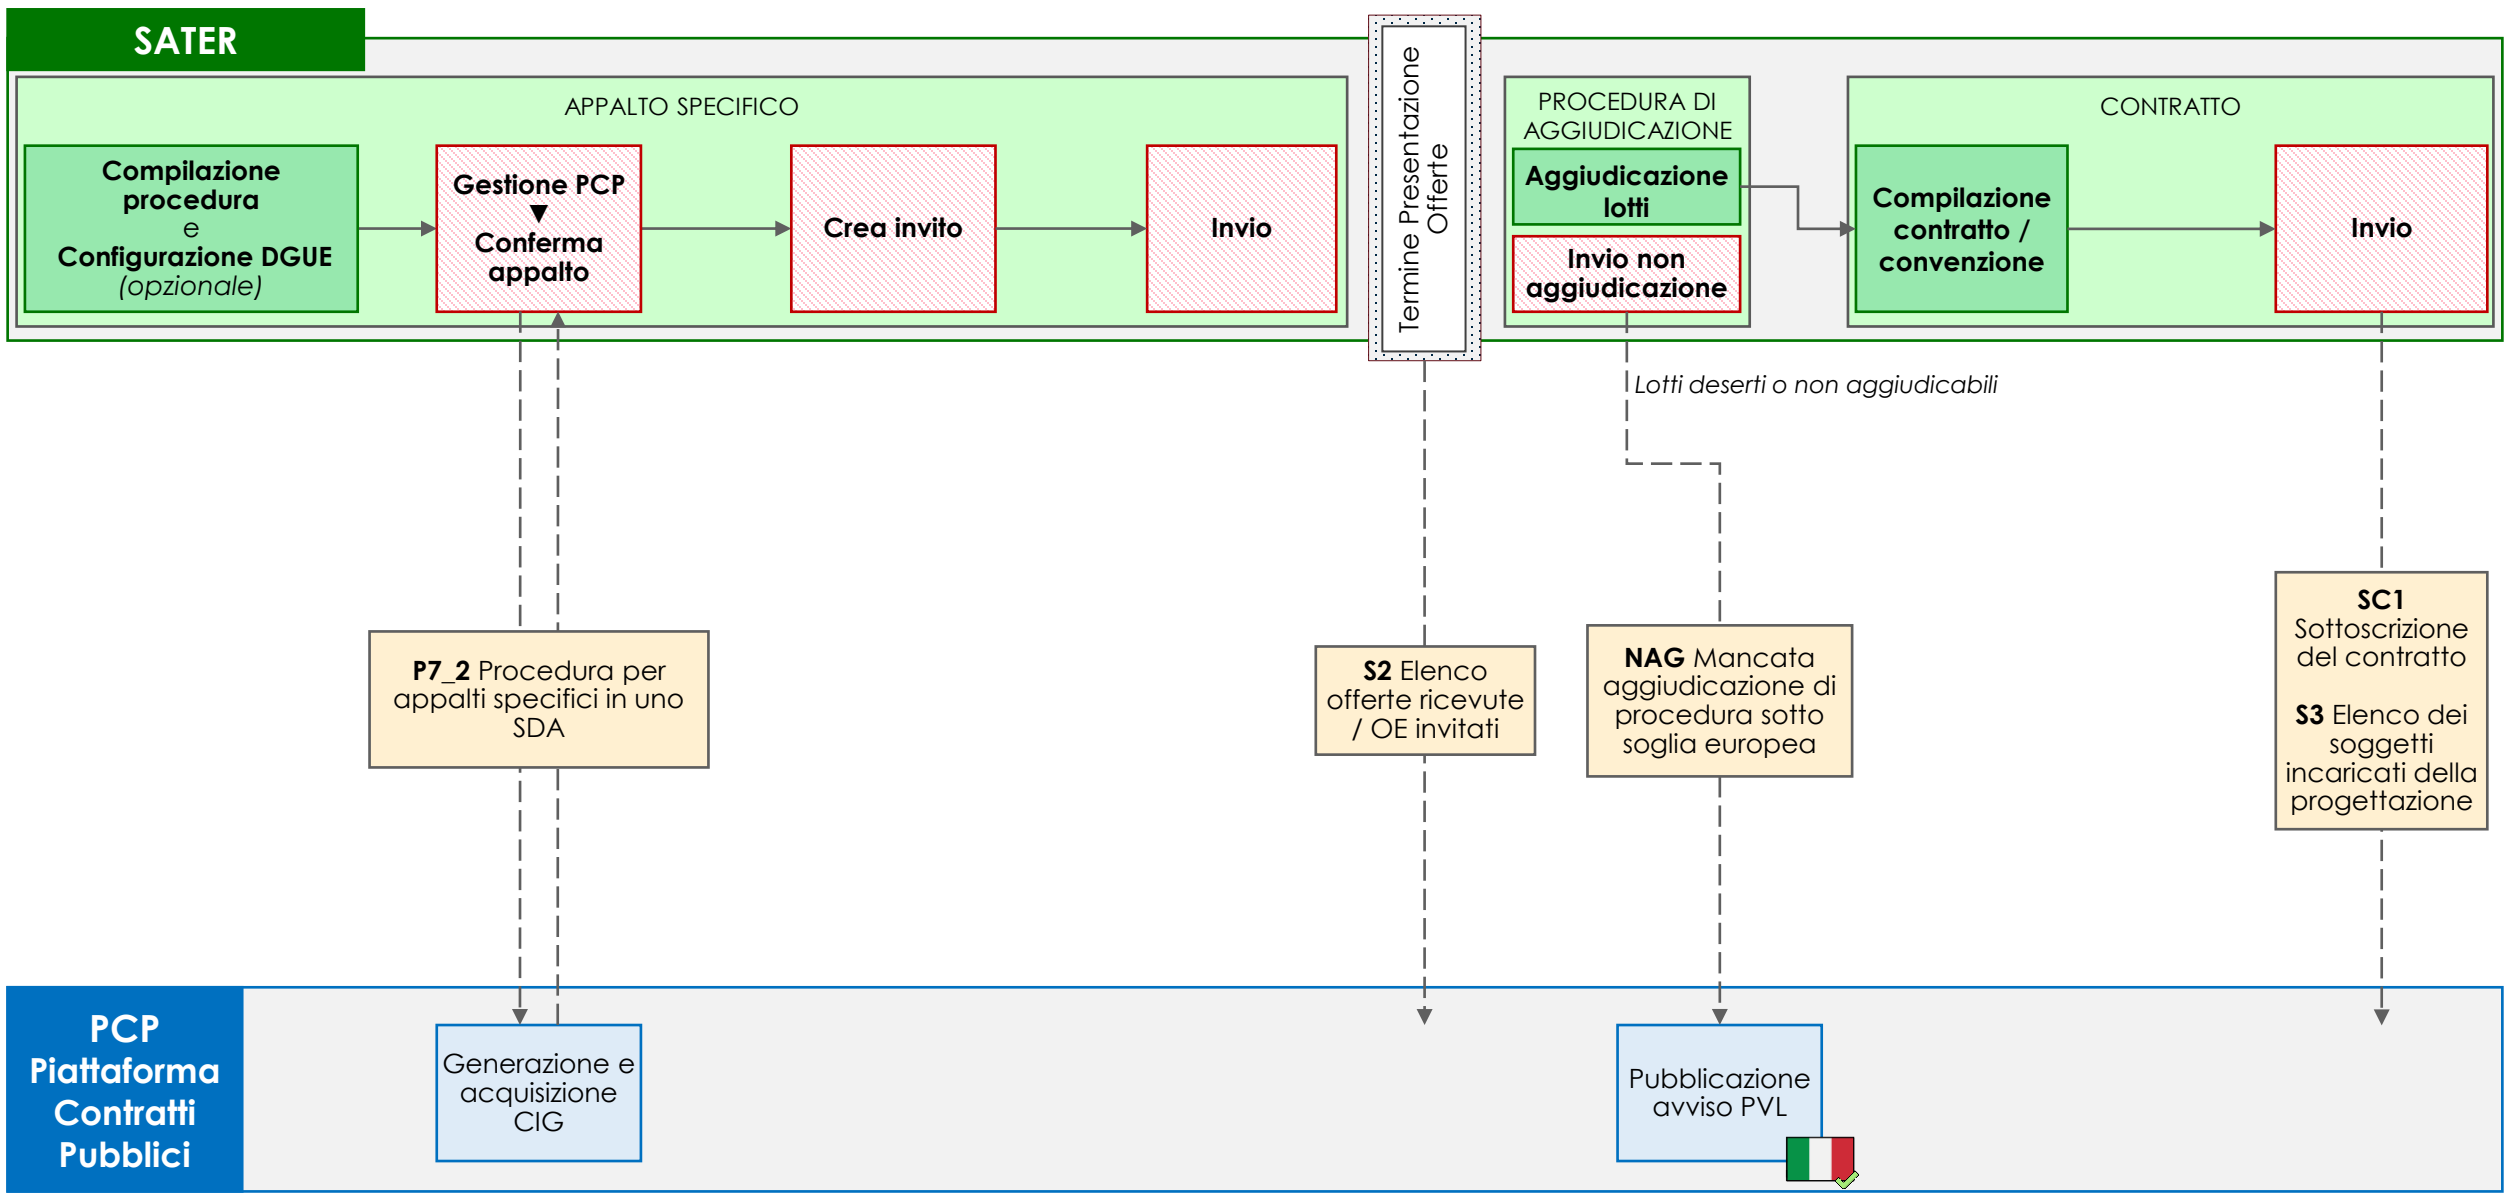 SATER
APPALTO SPECIFICO
Compilazione
procedura
e
Configurazione DGUE
(opzionale)
Gestione PCP
▼
Conferma
appalto
Crea invito
Invio
Termine Presentazione
Offerte
PROCEDURA DI
AGGIUDICAZIONE
Aggiudicazione
lotti
Invio non
aggiudicazione
CONTRATTO
Compilazione
contratto /
convenzione
Invio
Lotti deserti o non aggiudicabili
P7_2 Procedura per
appalti specifici in uno
SDA
S2 Elenco
offerte ricevute
/ OE invitati
NAG Mancata
aggiudicazione di
procedura sotto
soglia europea
SC1
Sottoscrizione
del contratto
S3 Elenco dei
soggetti
incaricati della
progettazione
PCP
Piattaforma
Contratti
Pubblici
Generazione e
acquisizione
CIG
Pubblicazione
avviso PVL